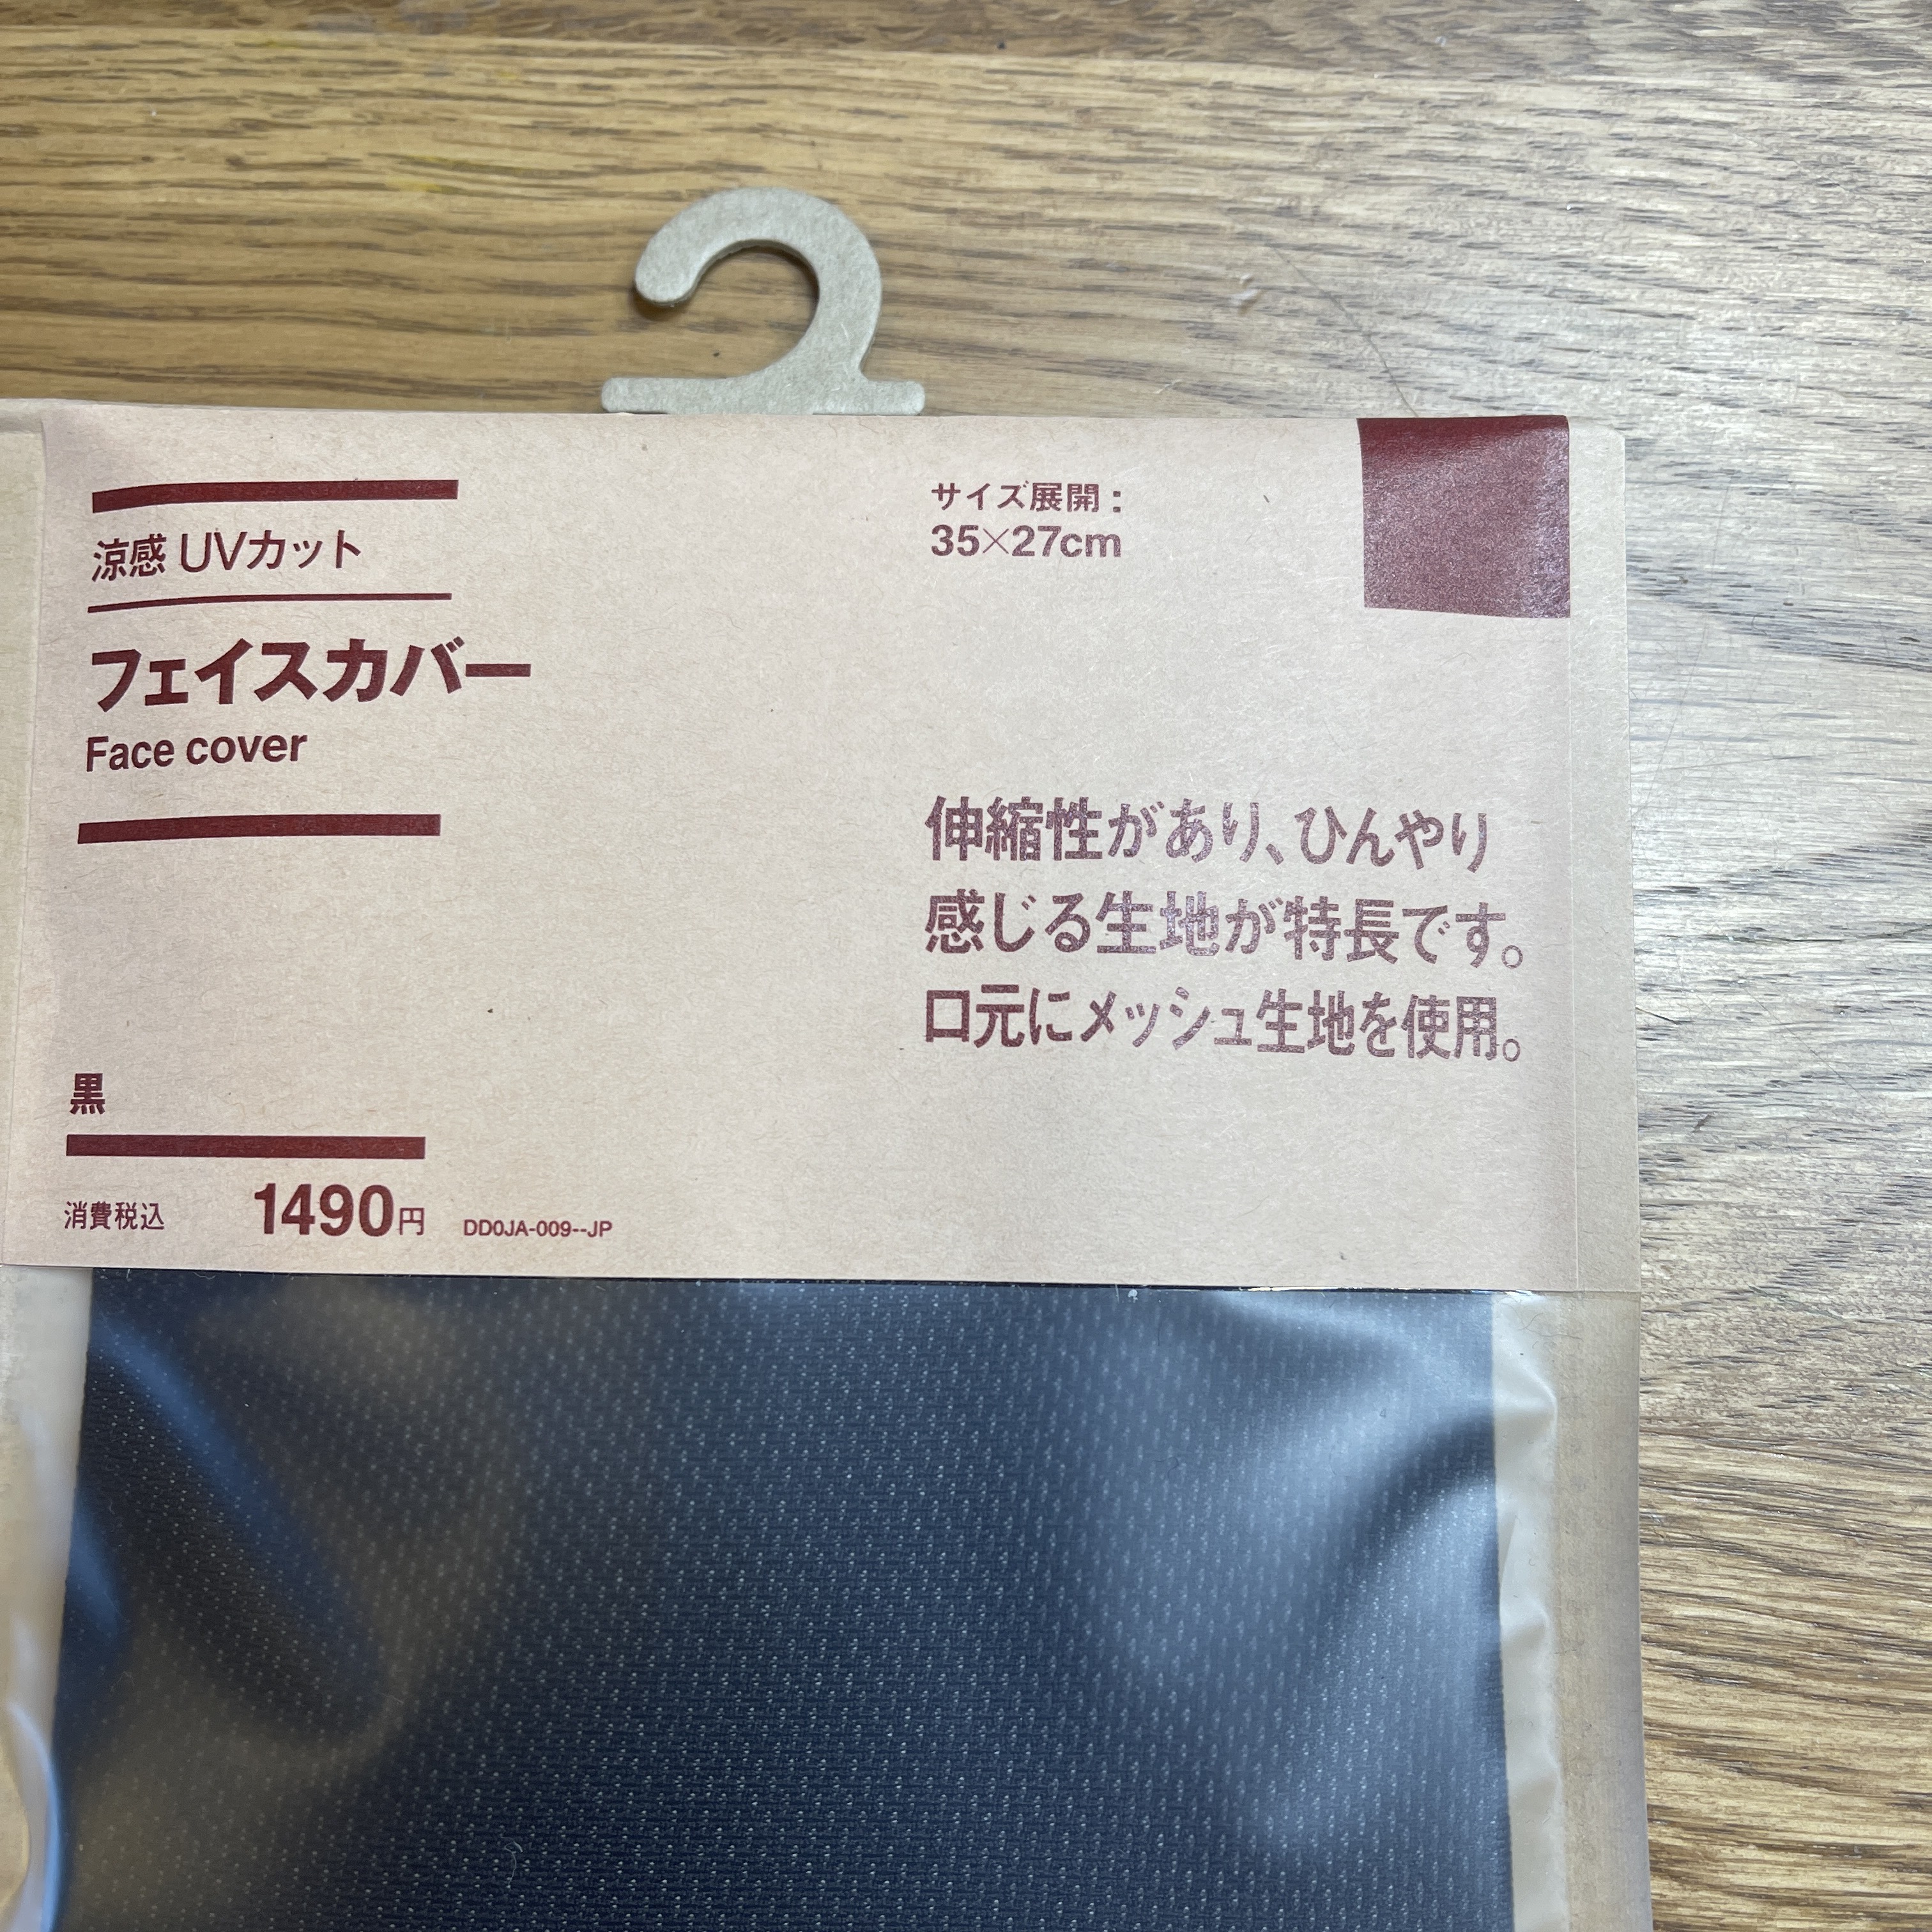 涼感 UVカット
フェイスカバー
Face cover
サイズ展開：
35×27cm
伸縮性があり、ひんやり
感じる生地が特長です。
口元にメッシュ生地を使用。
黒
消費税込 1490円 DD0JA-009--JP